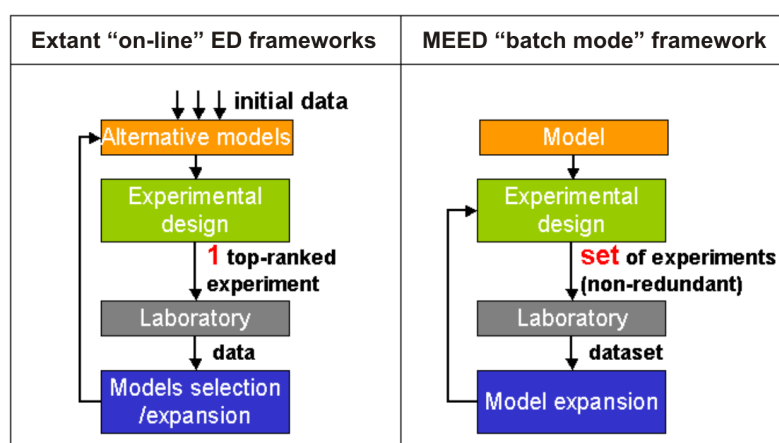 Extant “on-line” ED frameworks
initial data
Alternative models
Experimental
design
1 top-ranked
experiment
Laboratory
data
Models selection
/expansion
MEED “batch mode” framework
Model
Experimental
design
set of experiments
(non-redundant)
Laboratory
dataset
Model expansion